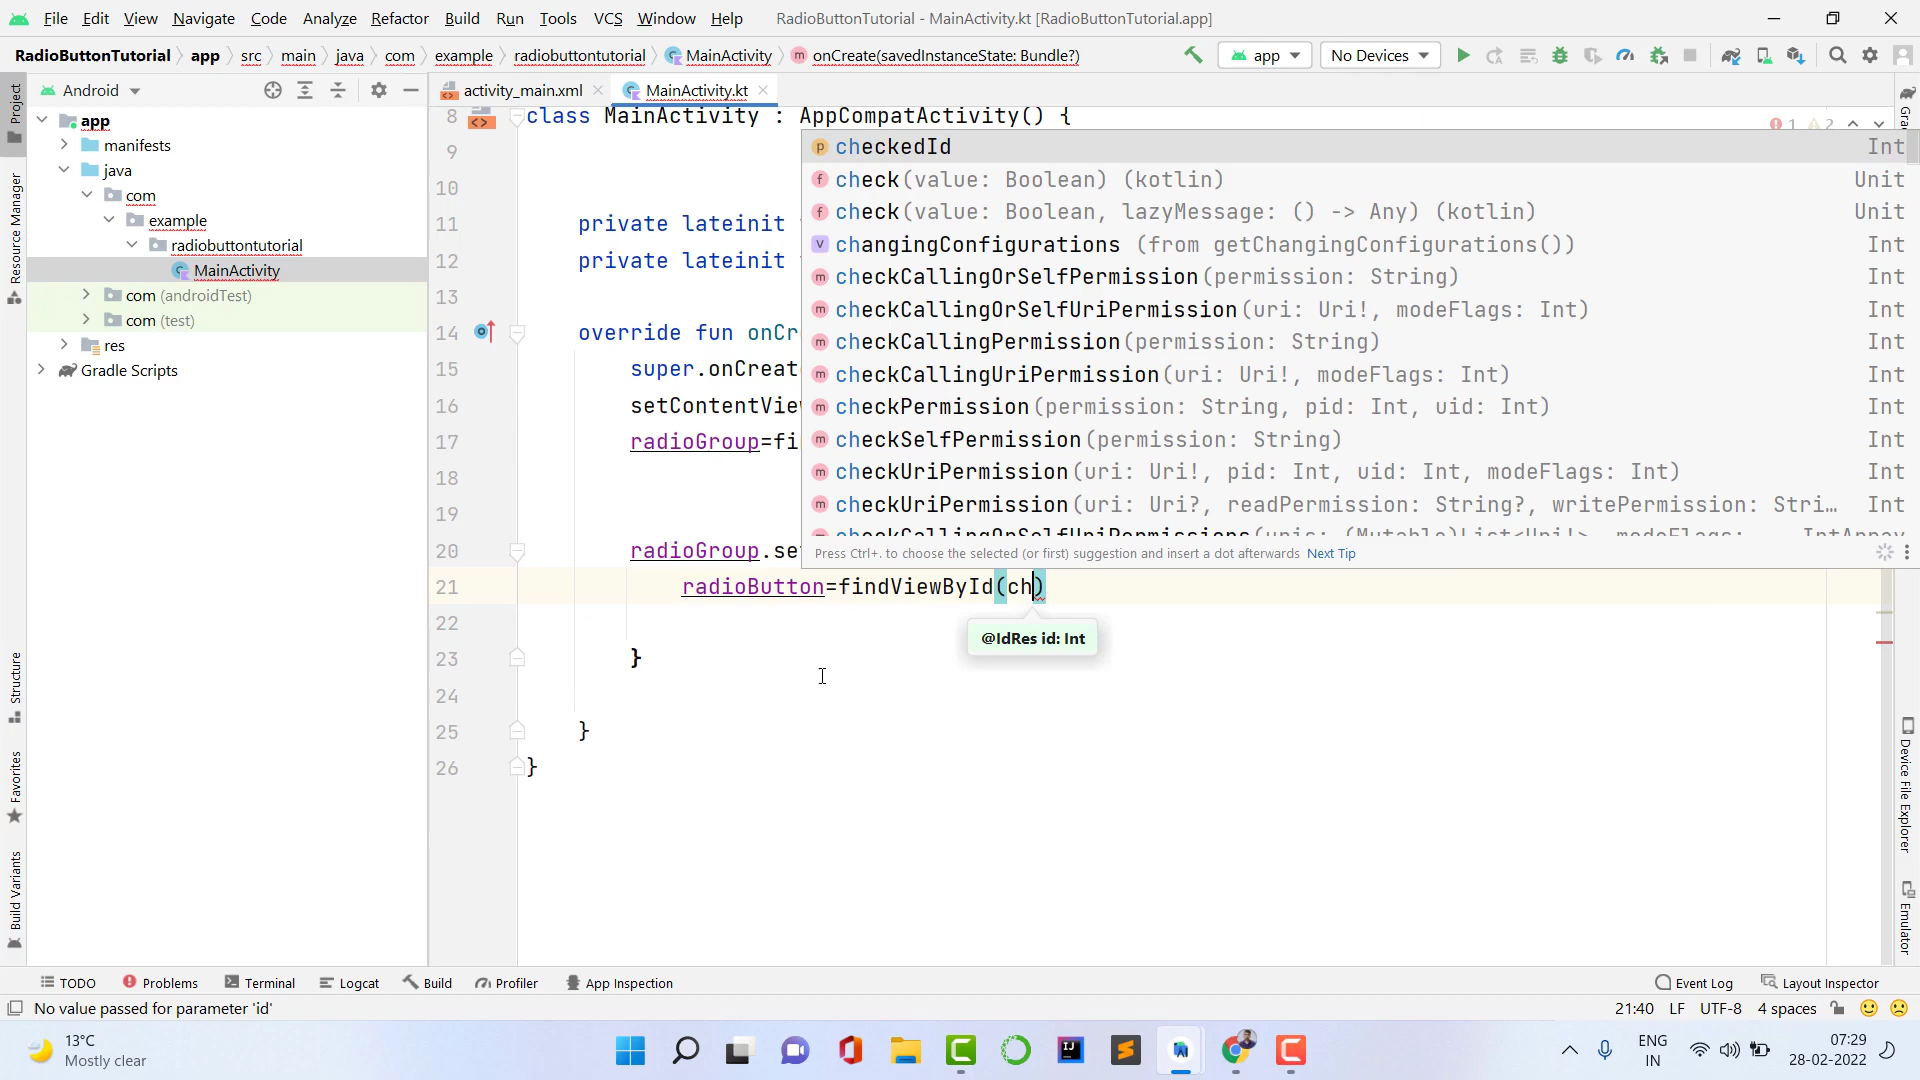 File Edit View Navigate Code Analyze Refactor Build Run Tools VCS Window Help RadioButtonTutorial - MainActivity.kt [RadioButtonTutorial.app]
RadioButtonTutorial app src main java com example radiobuttontutorial MainActivity onCreate(savedInstanceState: Bundle?) app No Devices
Android activity_main.xml MainActivity.kt
app
manifests
java
com
example
radiobuttontutorial
MainActivity
com (androidTest)
com (test)
res
Gradle Scripts
Project
Resource Manager
Structure
Favorites
Build Variants
8 class MainActivity : AppCompatActivity() {
1 2
9
10
11 private lateinit
12 private lateinit
13
14 override fun onCr
15 super.onCreat
16 setContentView
17 radioGroup=fi
18
19
20 radioGroup.se
21 radioButton=findViewById(ch)
22
23 }
24
25 }
26 }
checkedId Int
check(value: Boolean) (kotlin) Unit
check(value: Boolean, lazyMessage: () -> Any) (kotlin) Unit
changingConfigurations (from getChangingConfigurations()) Int
checkCallingOrSelfPermission(permission: String) Int
checkCallingOrSelfUriPermission(uri: Uri!, modeFlags: Int) Int
checkCallingPermission(permission: String) Int
checkCallingUriPermission(uri: Uri!, modeFlags: Int) Int
checkPermission(permission: String, pid: Int, uid: Int) Int
checkSelfPermission(permission: String) Int
checkUriPermission(uri: Uri!, pid: Int, uid: Int, modeFlags: Int) Int
checkUriPermission(uri: Uri?, readPermission: String?, writePermission: Stri… Int
checkCallingOrSelfUriPermissions(uris: (Mutable)List<Uri!>, modeFlags: IntArray
Press Ctrl+. to choose the selected (or first) suggestion and insert a dot afterwards Next Tip
@IdRes id: Int
Device File Explorer
Emulator
TODO Problems Terminal Logcat Build Profiler App Inspection Event Log Layout Inspector
No value passed for parameter 'id' 21:40 LF UTF-8 4 spaces
13°C
Mostly clear
ENG
IN
07:29
28-02-2022